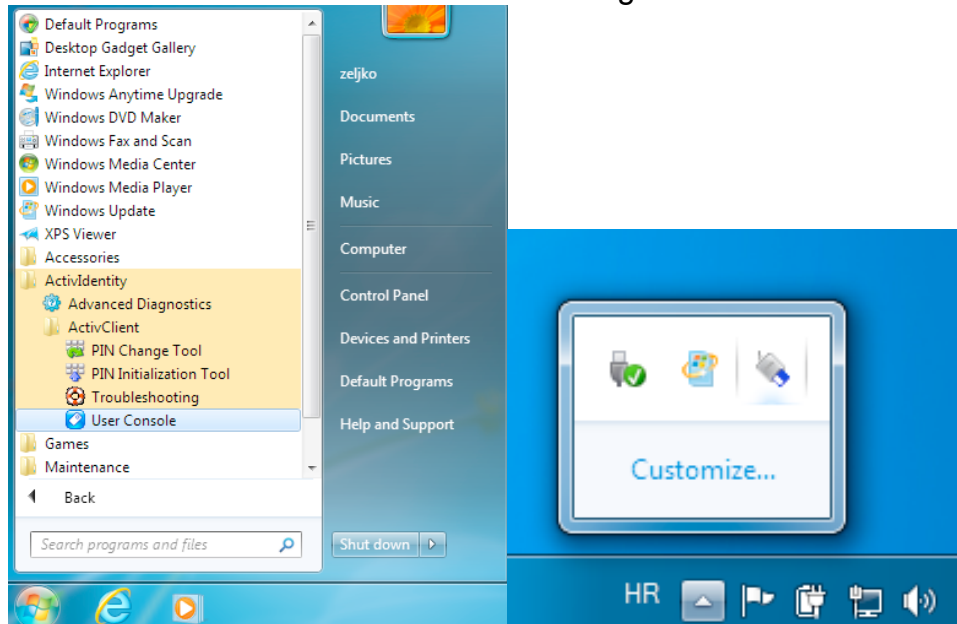 Default Programs
Desktop Gadget Gallery
Internet Explorer
Windows Anytime Upgrade
Windows DVD Maker
Windows Fax and Scan
Windows Media Center
Windows Media Player
Windows Update
XPS Viewer
Accessories
ActivIdentity
Advanced Diagnostics
ActivClient
PIN Change Tool
PIN Initialization Tool
Troubleshooting
User Console
Games
Maintenance
Back
Search programs and files
zeljko
Documents
Pictures
Music
Computer
Control Panel
Devices and Printers
Default Programs
Help and Support
Shut down
Customize...
HR